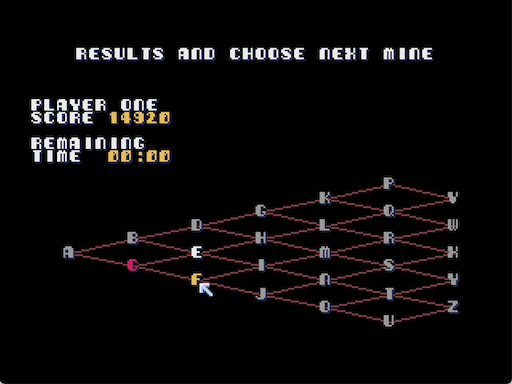 RESULTS AND CHOOSE NEXT MINE
PLAYER ONE
SCORE 14920
REMAINING
TIME 00:00
P
K V
G Q
D L W
B H R
A E M X
C I S
F N Y
J T
O Z
U